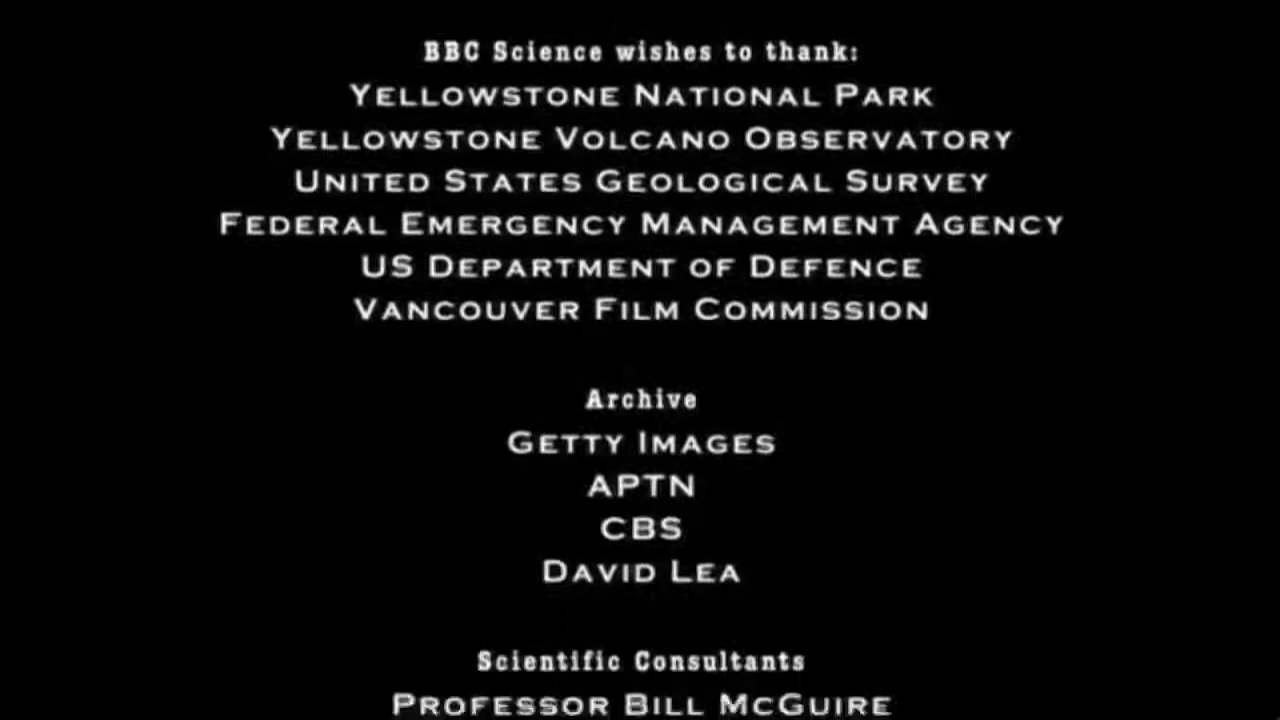 BBC Science wishes to thank:
YELLOWSTONE NATIONAL PARK
YELLOWSTONE VOLCANO OBSERVATORY
UNITED STATES GEOLOGICAL SURVEY
FEDERAL EMERGENCY MANAGEMENT AGENCY
US DEPARTMENT OF DEFENCE
VANCOUVER FILM COMMISSION
Archive
GETTY IMAGES
APTN
CBS
DAVID LEA
Scientific Consultants
PROFESSOR BILL MCGUIRE